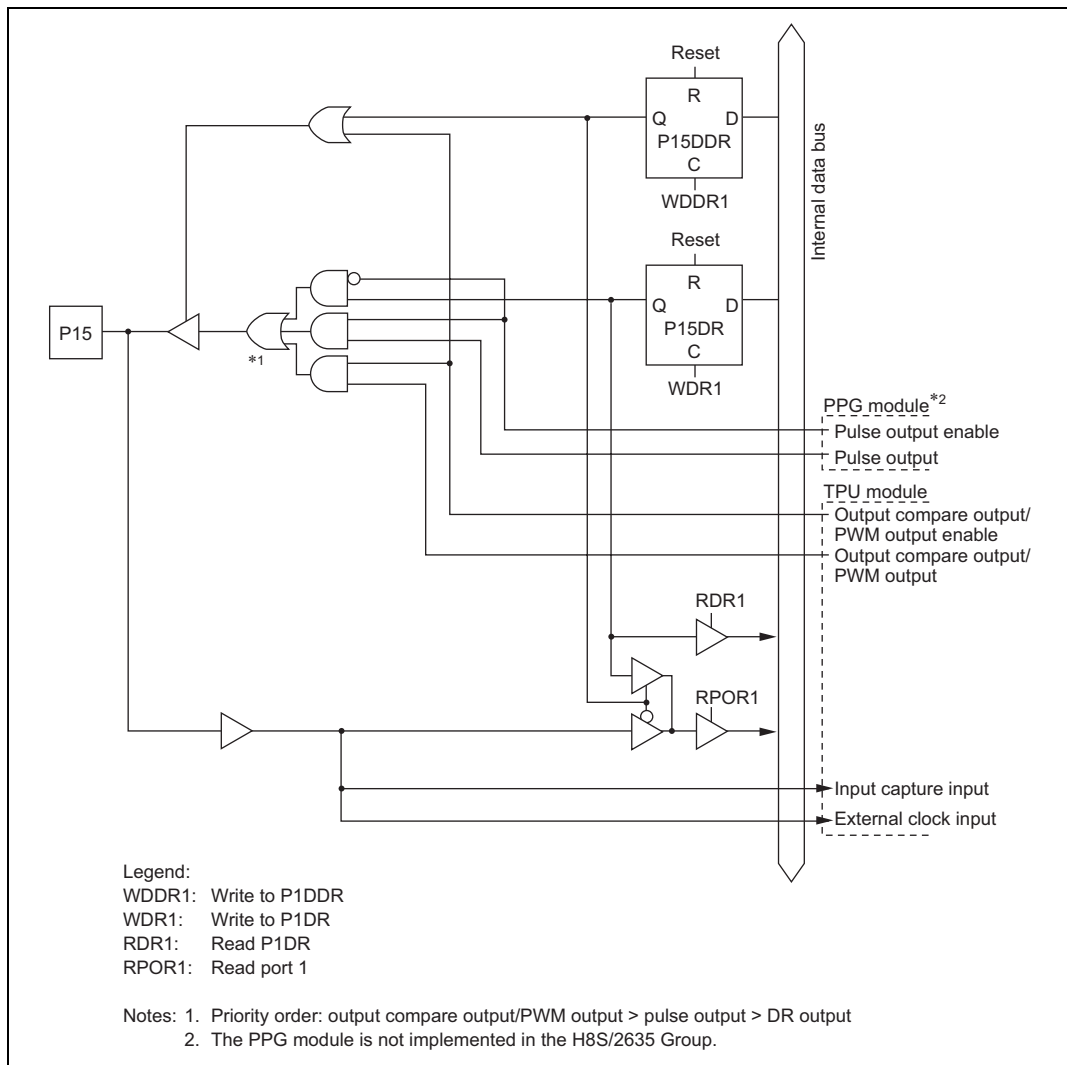 Reset
R
Q
D
P15DDR
C
WDDR1
Internal data bus
Reset
R
Q
D
P15DR
C
WDR1
P15
*1
PPG module*2
Pulse output enable
Pulse output
TPU module
Output compare output/
PWM output enable
Output compare output/
PWM output
RDR1
RPOR1
Input capture input
External clock input
Legend:
WDDR1: Write to P1DDR
WDR1: Write to P1DR
RDR1: Read P1DR
RPOR1: Read port 1
Notes: 1. Priority order: output compare output/PWM output > pulse output > DR output
2. The PPG module is not implemented in the H8S/2635 Group.